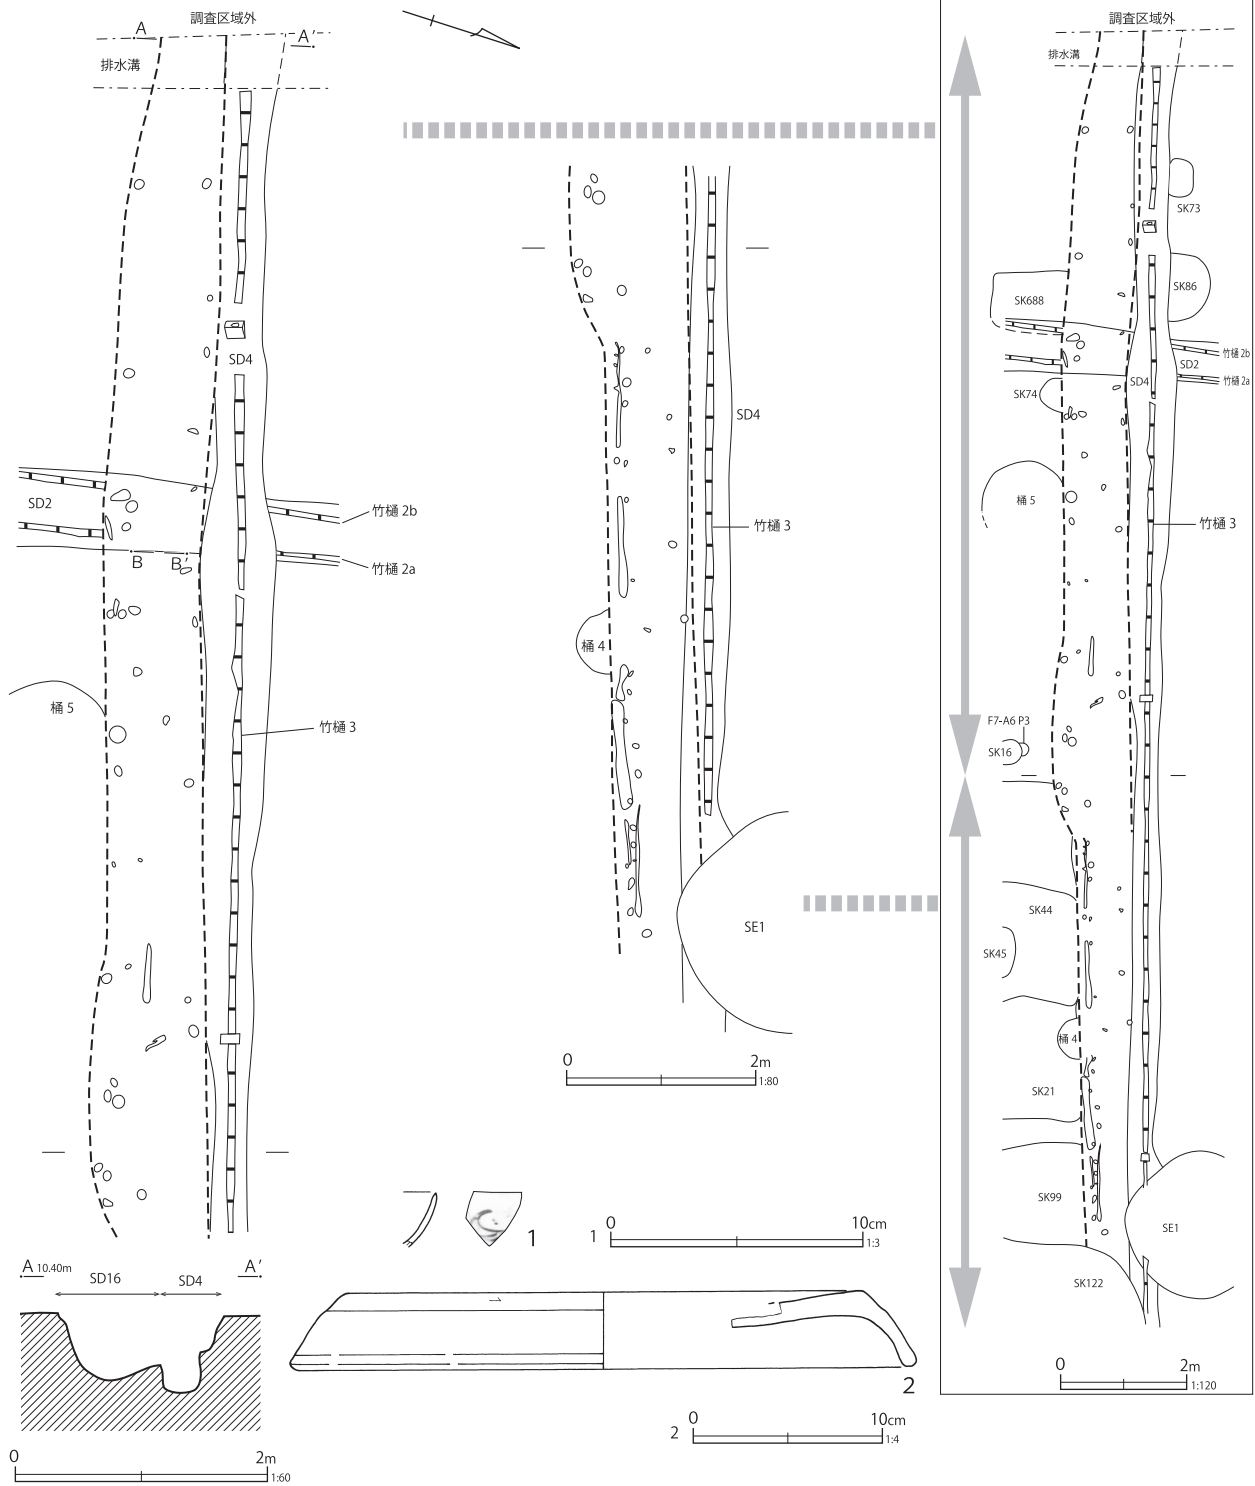 調査区域外
A
A'
排水溝
SD4
SD2
竹樋 2b
竹樋 2a
B
B'
桶 5
竹樋 3
SD4
竹樋 3
桶 4
SE1
0 2m
1:80
調査区域外
排水溝
SK73
SK86
SK688
竹樋 2b
SD2
竹樋 2a
SD4
SK74
桶 5
竹樋 3
F7-A6 P3
SK16
SK44
SK45
桶 4
SK21
SK99
SE1
SK122
0 2m
1:120
A 10.40m
A'
SD16
SD4
0 2m
1:60
1
1
0 10cm
1:3
2
2
0 10cm
1:4